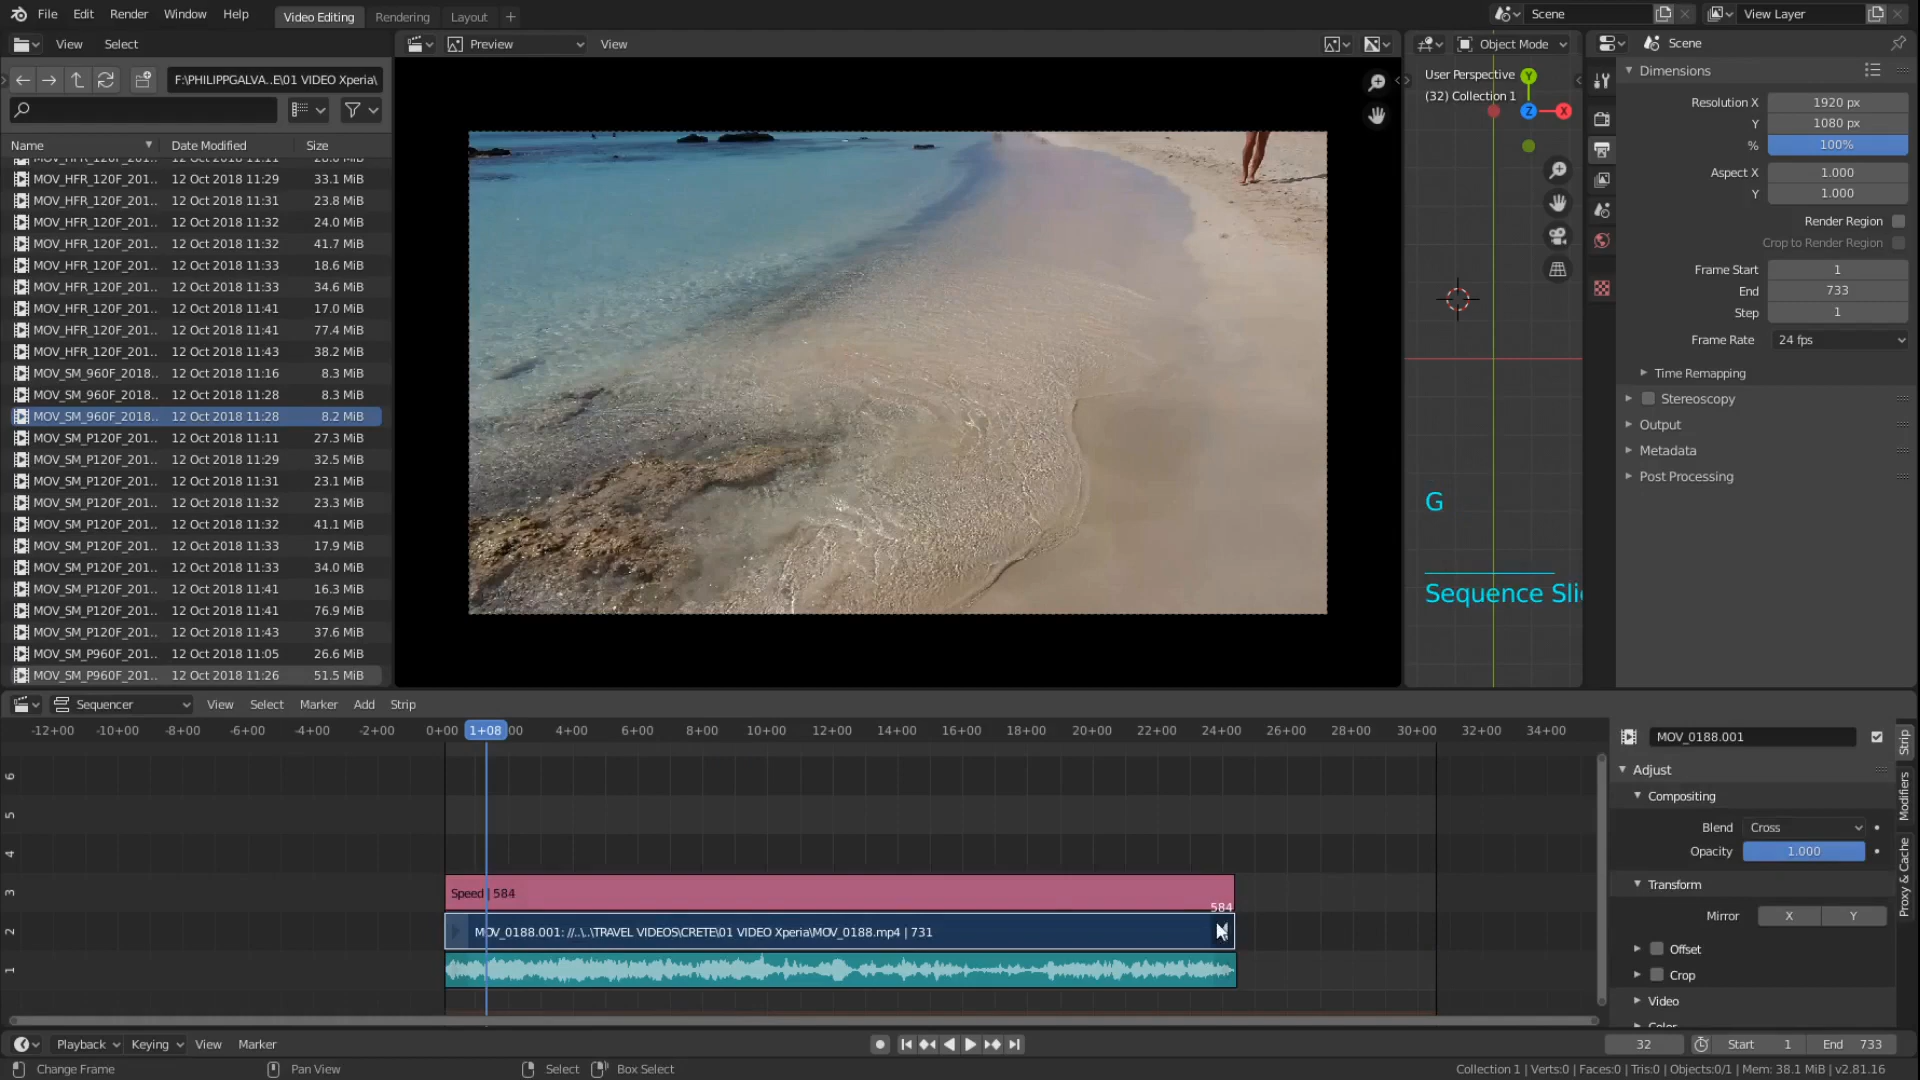 File Edit Render Window Help Video Editing Rendering Layout Scene View Layer
View Select Preview View Object Mode Scene
F:\PHILIPPGALVA..E\01 VIDEO Xperia\
User Perspective
(32) Collection 1
Y
Z
X
Dimensions
Resolution X 1920 px
Y 1080 px
% 100%
Aspect X 1.000
Y 1.000
Render Region
Crop to Render Region
Frame Start 1
End 733
Step 1
Frame Rate 24 fps
Time Remapping
Stereoscopy
Output
Metadata
Post Processing
Name Date Modified Size
MOV_HFR_120F_201.. 12 Oct 2018 11:29 33.1 MiB
MOV_HFR_120F_201.. 12 Oct 2018 11:31 23.8 MiB
MOV_HFR_120F_201.. 12 Oct 2018 11:32 24.0 MiB
MOV_HFR_120F_201.. 12 Oct 2018 11:32 41.7 MiB
MOV_HFR_120F_201.. 12 Oct 2018 11:33 18.6 MiB
MOV_HFR_120F_201.. 12 Oct 2018 11:33 34.6 MiB
MOV_HFR_120F_201.. 12 Oct 2018 11:41 17.0 MiB
MOV_HFR_120F_201.. 12 Oct 2018 11:41 77.4 MiB
MOV_HFR_120F_201.. 12 Oct 2018 11:43 38.2 MiB
MOV_SM_960F_2018.. 12 Oct 2018 11:16 8.3 MiB
MOV_SM_960F_2018.. 12 Oct 2018 11:28 8.3 MiB
MOV_SM_960F_2018.. 12 Oct 2018 11:28 8.2 MiB
MOV_SM_P120F_201.. 12 Oct 2018 11:11 27.3 MiB
MOV_SM_P120F_201.. 12 Oct 2018 11:29 32.5 MiB
MOV_SM_P120F_201.. 12 Oct 2018 11:31 23.1 MiB
MOV_SM_P120F_201.. 12 Oct 2018 11:32 23.3 MiB
MOV_SM_P120F_201.. 12 Oct 2018 11:32 41.1 MiB
MOV_SM_P120F_201.. 12 Oct 2018 11:33 17.9 MiB
MOV_SM_P120F_201.. 12 Oct 2018 11:33 34.0 MiB
MOV_SM_P120F_201.. 12 Oct 2018 11:41 16.3 MiB
MOV_SM_P120F_201.. 12 Oct 2018 11:41 76.9 MiB
MOV_SM_P120F_201.. 12 Oct 2018 11:43 37.6 MiB
MOV_SM_P960F_201.. 12 Oct 2018 11:05 26.6 MiB
MOV_SM_P960F_201.. 12 Oct 2018 11:26 51.5 MiB
G
Sequence Sli
Sequencer View Select Marker Add Strip
-12+00 -10+00 -8+00 -6+00 -4+00 -2+00 0+00 1+08 00 4+00 6+00 8+00 10+00 12+00 14+00 16+00 18+00 20+00 22+00 24+00 26+00 28+00 30+00 32+00 34+00
6
5
4
3
2
1
Speed | 584
584
MOV_0188.001: //..\..\TRAVEL VIDEOS\CRETE\01 VIDEO Xperia\MOV_0188.mp4 | 731
MOV_0188.001
Adjust
Compositing
Blend Cross
Opacity 1.000
Transform
Mirror X Y
Offset
Crop
Video
Strip
Modifiers
Proxy & Cache
Playback Keying View Marker 32 Start 1 End 733
Change Frame Pan View Select Box Select Collection 1 | Verts:0 | Faces:0 | Tris:0 | Objects:0/1 | Mem: 38.1 MiB | v2.81.16